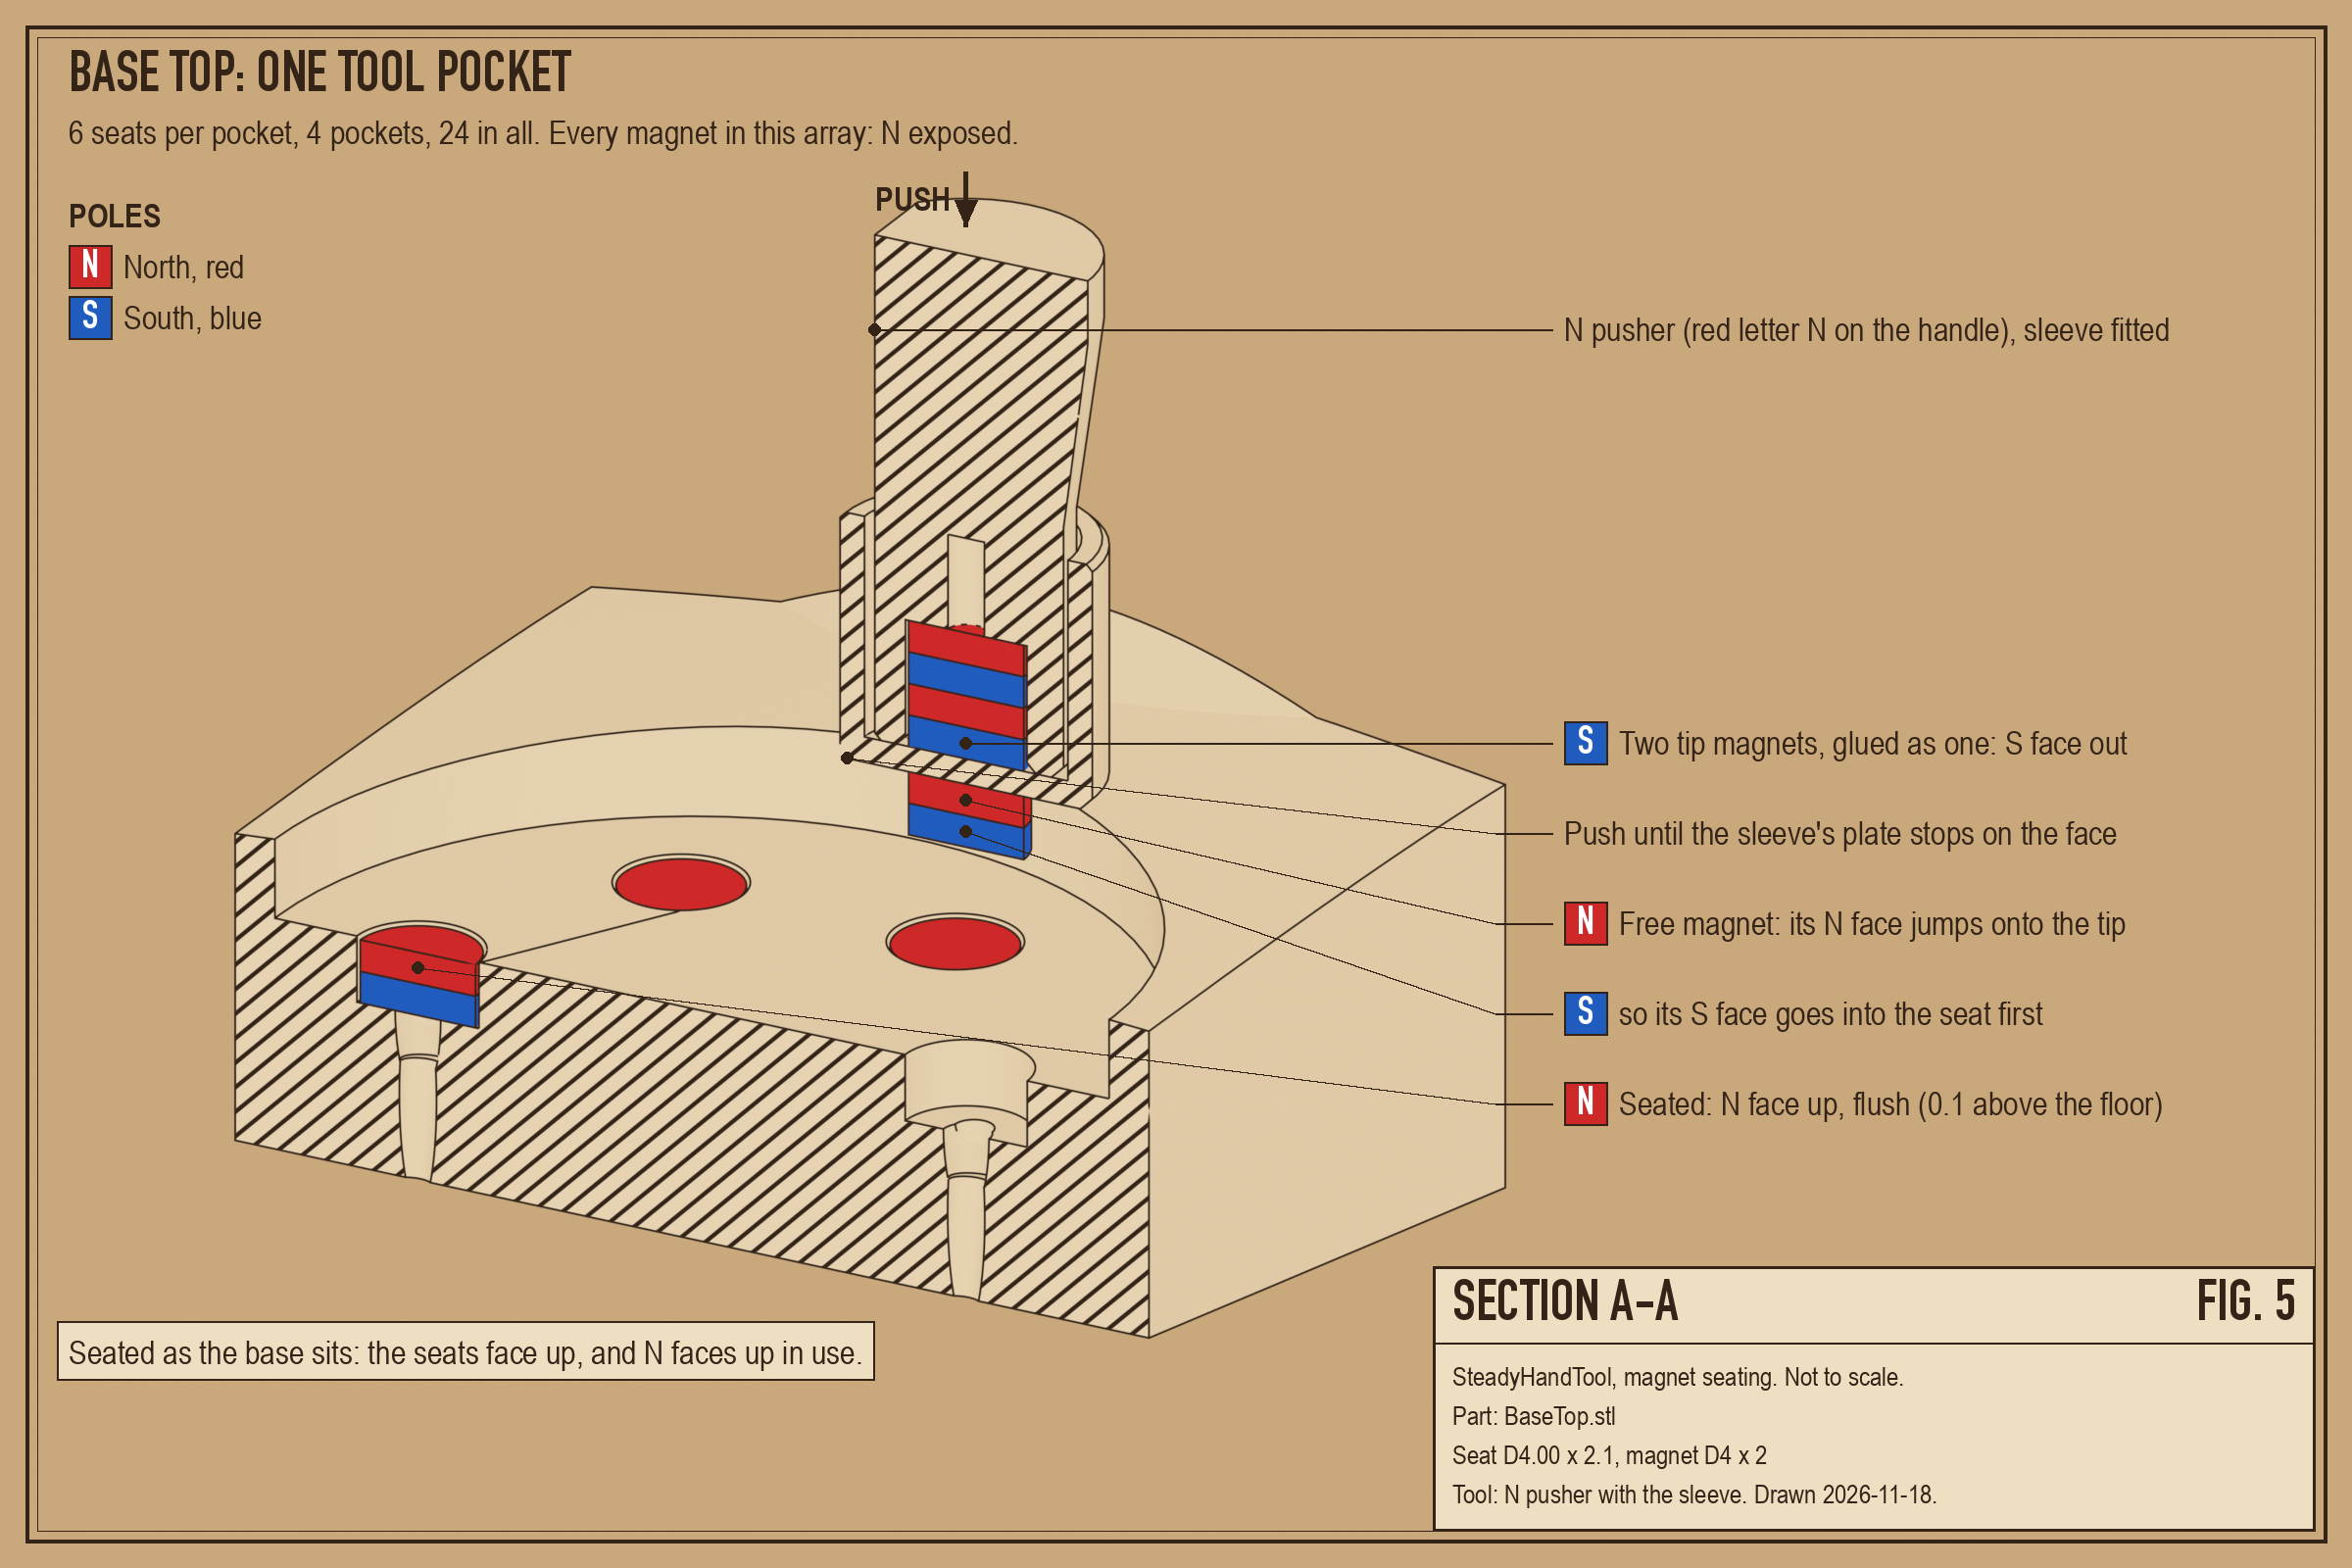 BASE TOP: ONE TOOL POCKET
6 seats per pocket, 4 pockets, 24 in all. Every magnet in this array: N exposed.
PUSH
POLES
N North, red
S South, blue
N pusher (red letter N on the handle), sleeve fitted
S Two tip magnets, glued as one: S face out
Push until the sleeve's plate stops on the face
N Free magnet: its N face jumps onto the tip
S so its S face goes into the seat first
N Seated: N face up, flush (0.1 above the floor)
Seated as the base sits: the seats face up, and N faces up in use.
SECTION A-A FIG. 5
SteadyHandTool, magnet seating. Not to scale.
Part: BaseTop.stl
Seat D4.00 x 2.1, magnet D4 x 2
Tool: N pusher with the sleeve. Drawn 2026-11-18.